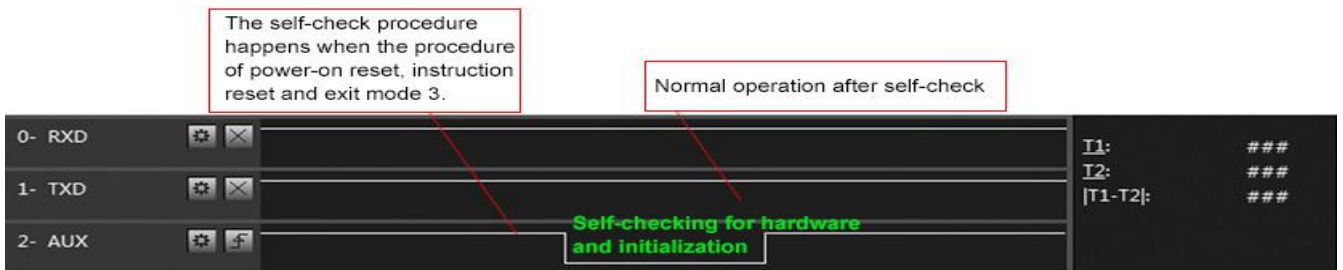 The self-check procedure
happens when the procedure
of power-on reset, instruction
reset and exit mode 3.
Normal operation after self-check
0- RXD
T1: ###
T2: ###
1- TXD
|T1-T2|: ###
Self-checking for hardware
and initialization
2- AUX